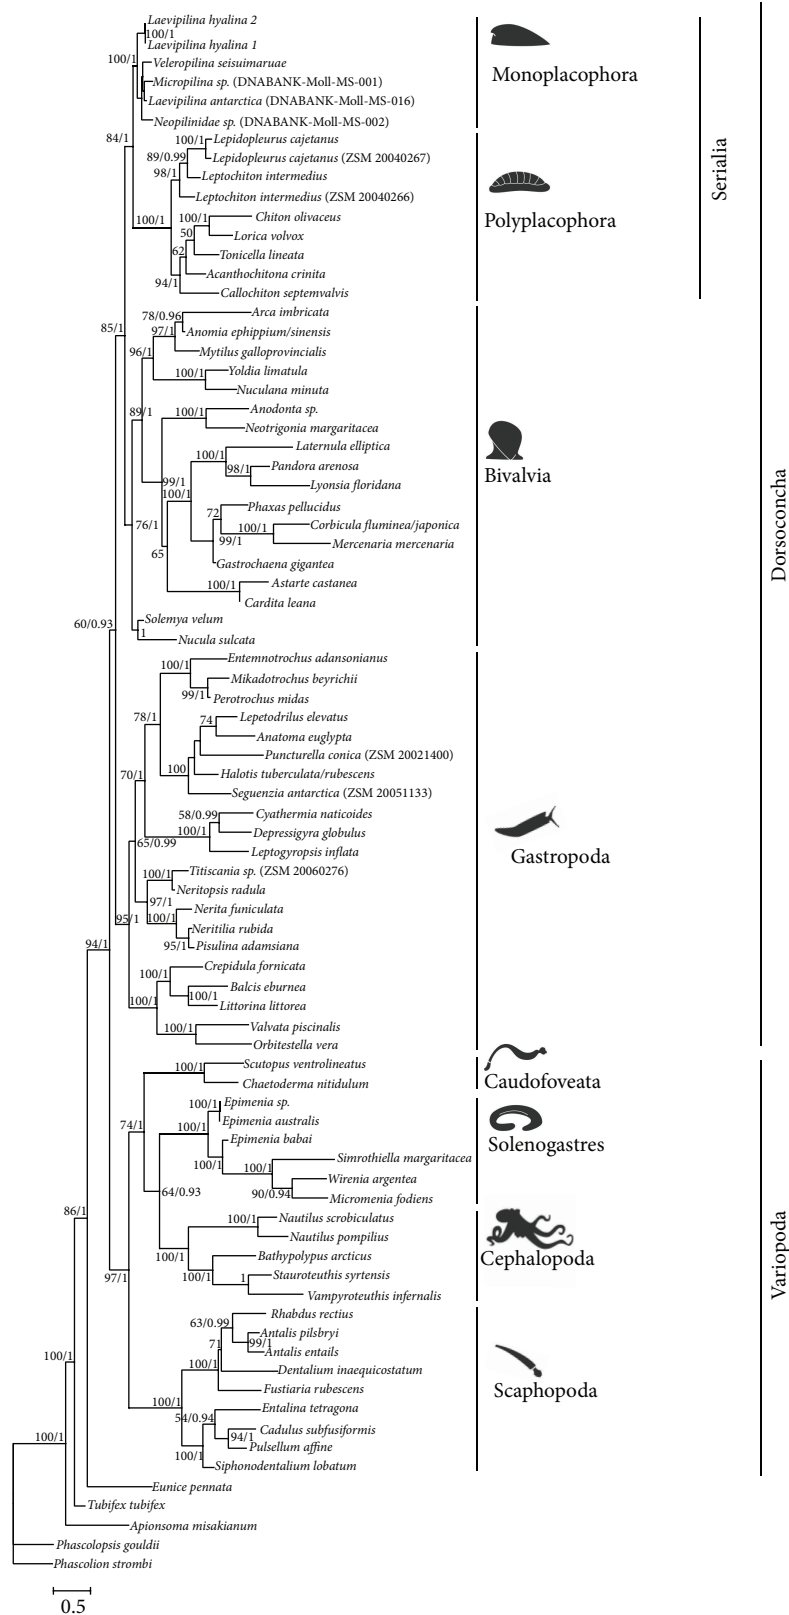 Laevipilina hyalina 2
100/1
Laevipilina hyalina 1
100/1
Veleropilina seisuimaruae
Micropilina sp. (DNABANK-Moll-MS-001)
Laevipilina antarctica (DNABANK-Moll-MS-016)
Neopilinidae sp. (DNABANK-Moll-MS-002)
Monoplacophora
84/1
100/1
Lepidopleurus cajetanus
89/0.99
Lepidopleurus cajetanus (ZSM 20040267)
98/1
Leptochiton intermedius
Leptochiton intermedius (ZSM 20040266)
100/1
100/1
Chiton olivaceus
50
Lorica volvox
62
Tonicella lineata
Acanthochitona crinita
94/1
Callochiton septemvalvis
Polyplacophora
Serialia
85/1
78/0.96
Arca imbricata
97/1
Anomia ephippium/sinensis
96/1
Mytilus galloprovincialis
100/1
Yoldia limatula
Nuculana minuta
89/1
100/1
Anodonta sp.
Neotrigonia margaritacea
Laternula elliptica
100/1
98/1
Pandora arenosa
99/1
Lyonsia floridana
100/1
Phaxas pellucidus
72
76/1
100/1
Corbicula fluminea/japonica
99/1
Mercenaria mercenaria
65
Gastrochaena gigantea
100/1
Astarte castanea
Cardita leana
Solemya velum
1
Nucula sulcata
Bivalvia
Dorsoconcha
60/0.93
100/1
Entemnotrochus adansonianus
Mikadotrochus beyrichii
99/1
Perotrochus midas
78/1
74
Lepetodrilus elevatus
Anatoma euglypta
Puncturella conica (ZSM 20021400)
100
Halotis tuberculata/rubescens
70/1
Seguenzia antarctica (ZSM 20051133)
58/0.99
Cyathermia naticoides
100/1
Depressigyra globulus
65/0.99
Leptogyropsis inflata
100/1
Titiscania sp. (ZSM 20060276)
Neritopsis radula
97/1
Nerita funiculata
95/1
100/1
Neritilia rubida
95/1
Pisulina adamsiana
Crepidula fornicata
100/1
Balcis eburnea
100/1
100/1
Littorina littorea
100/1
Valvata piscinalis
Orbitestella vera
Gastropoda
94/1
100/1
Scutopus ventrolineatus
Chaetoderma nitidulum
Caudofoveata
74/1
100/1
Epimenia sp.
Epimenia australis
100/1
Epimenia babai
100/1
Simrothiella margaritacea
100/1
Wirenia argentea
90/0.94
Micromenia fodiens
64/0.93
Solenogastres
86/1
100/1
Nautilus scrobiculatus
Nautilus pompilius
100/1
Bathypolypus arcticus
100/1
1
Stauroteuthis syrtensis
Vampyroteuthis infernalis
Cephalopoda
Variopoda
97/1
Rhabdus rectius
63/0.99
Antalis pilsbryi
71
99/1
Antalis entails
100/1
Dentalium inaequicostatum
Fustiaria rubescens
100/1
Entalina tetragona
54/0.94
Cadulus subfusiformis
94/1
Pulsellum affine
100/1
Siphonodentalium lobatum
Scaphopoda
100/1
100/1
Eunice pennata
Tubifex tubifex
Apionsoma misakianum
Phascolopsis gouldii
Phascolion strombi
0.5